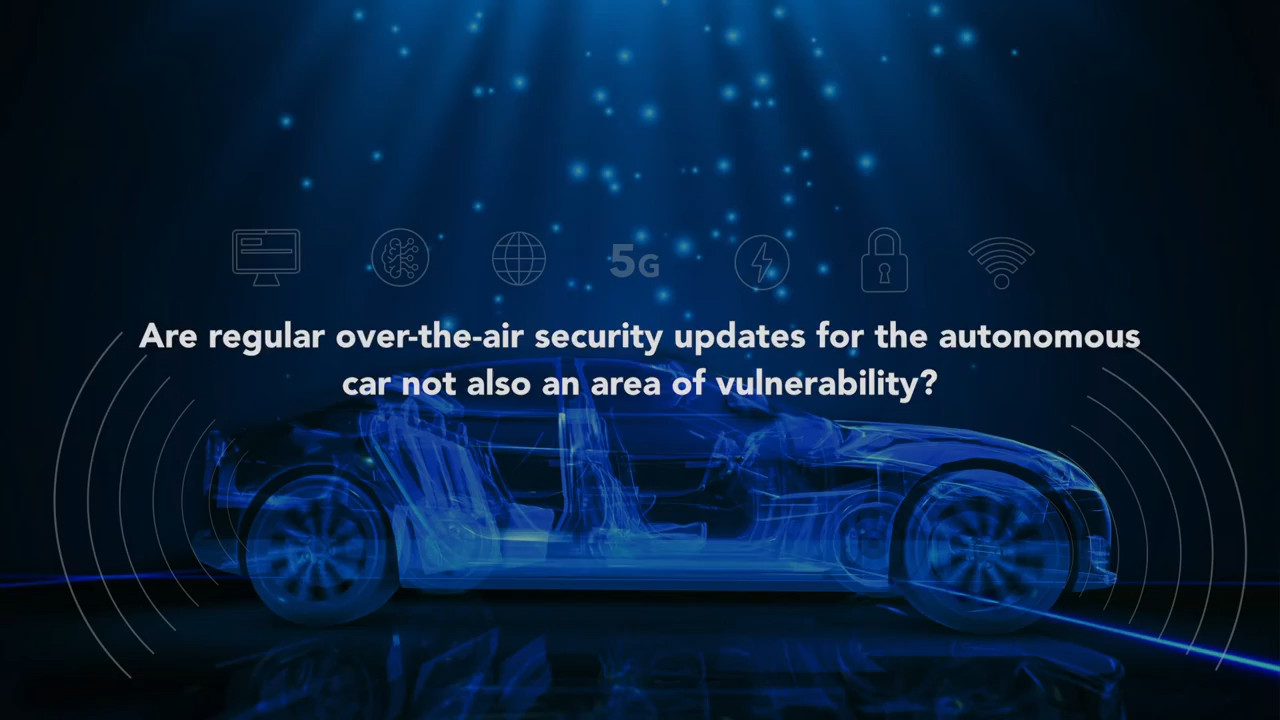 5G
Are regular over-the-air security updates for the autonomous
car not also an area of vulnerability?